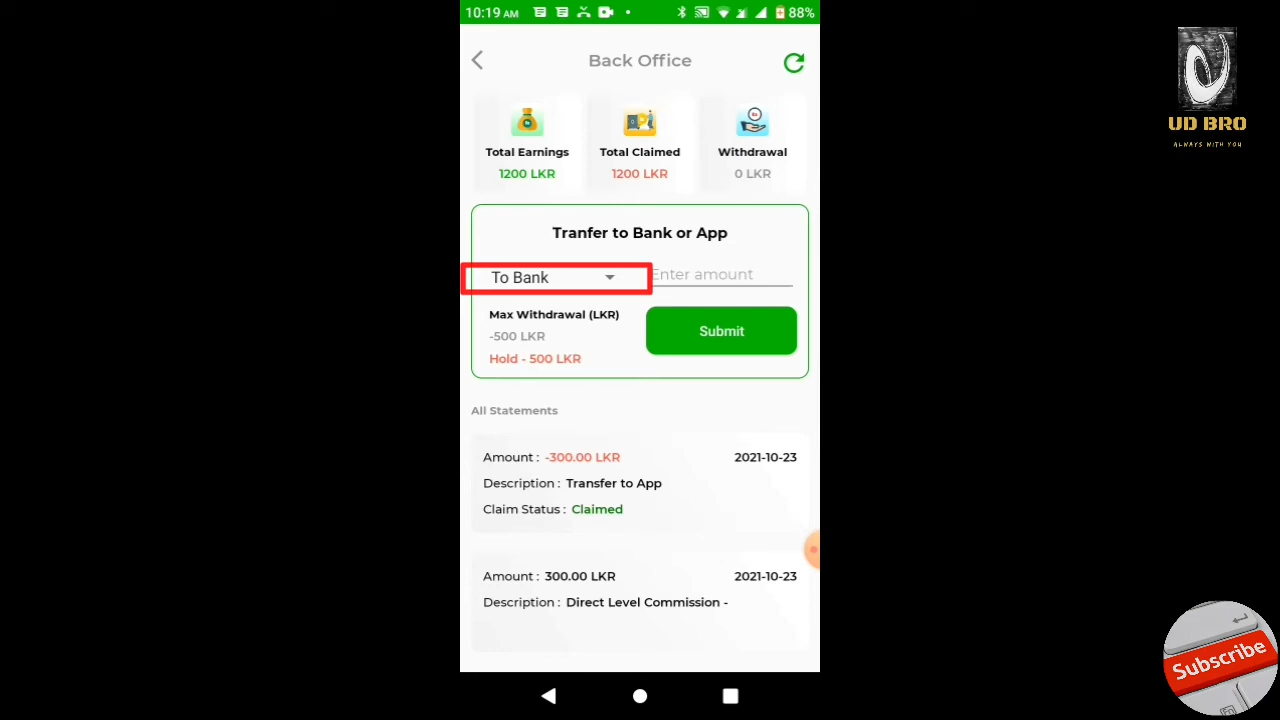 10:19 AM
88%
Back Office
Total Earnings
1200 LKR
Total Claimed
1200 LKR
Withdrawal
0 LKR
Tranfer to Bank or App
To Bank
Enter amount
Max Withdrawal (LKR)
-500 LKR
Hold - 500 LKR
Submit
All Statements
Amount : -300.00 LKR
2021-10-23
Description : Transfer to App
Claim Status : Claimed
Amount : 300.00 LKR
2021-10-23
Description : Direct Level Commission -
UD BRO
ALWAYS WITH YOU
Subscribe